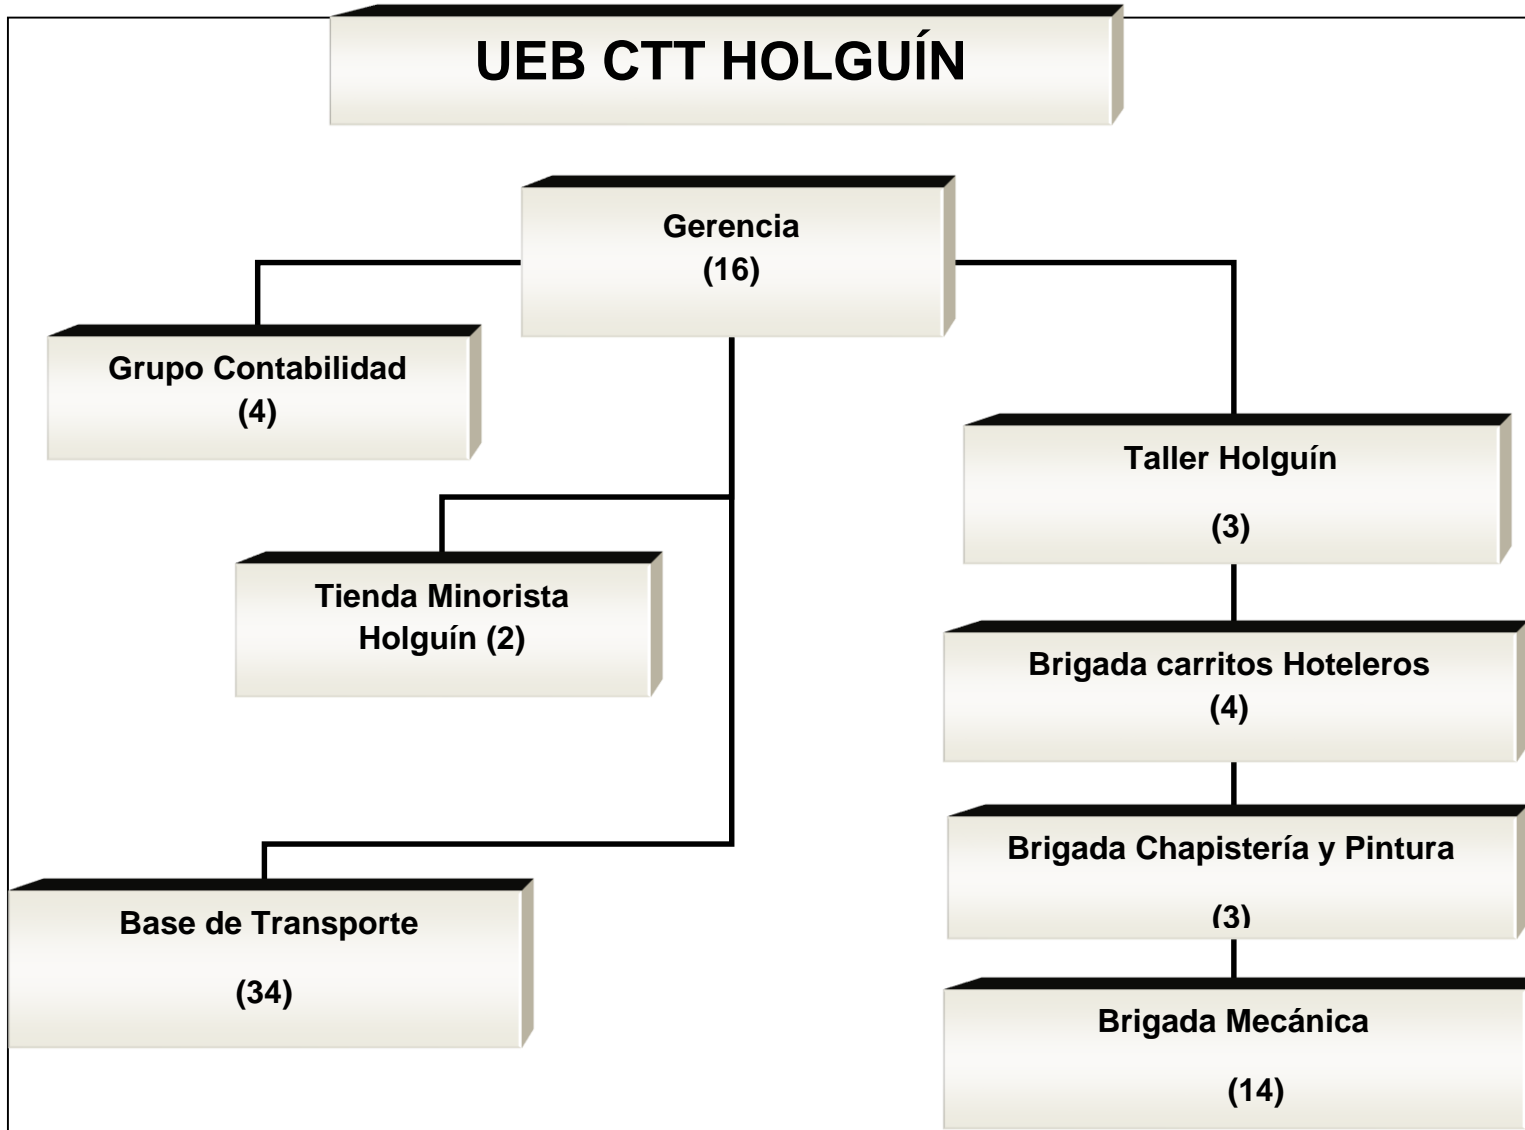 UEB CTT HOLGUÍN
Gerencia
(16)
Grupo Contabilidad
(4)
Taller Holguín
(3)
Tienda Minorista
Holguín (2)
Brigada carritos Hoteleros
(4)
Brigada Chapistería y Pintura
(3)
Base de Transporte
(34)
Brigada Mecánica
(14)